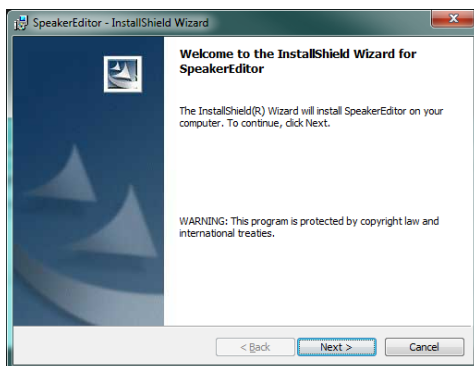 SpeakerEditor - InstallShield Wizard
Welcome to the InstallShield Wizard for
SpeakerEditor
The InstallShield(R) Wizard will install SpeakerEditor on your
computer. To continue, click Next.
WARNING: This program is protected by copyright law and
international treaties.
< Back Next > Cancel